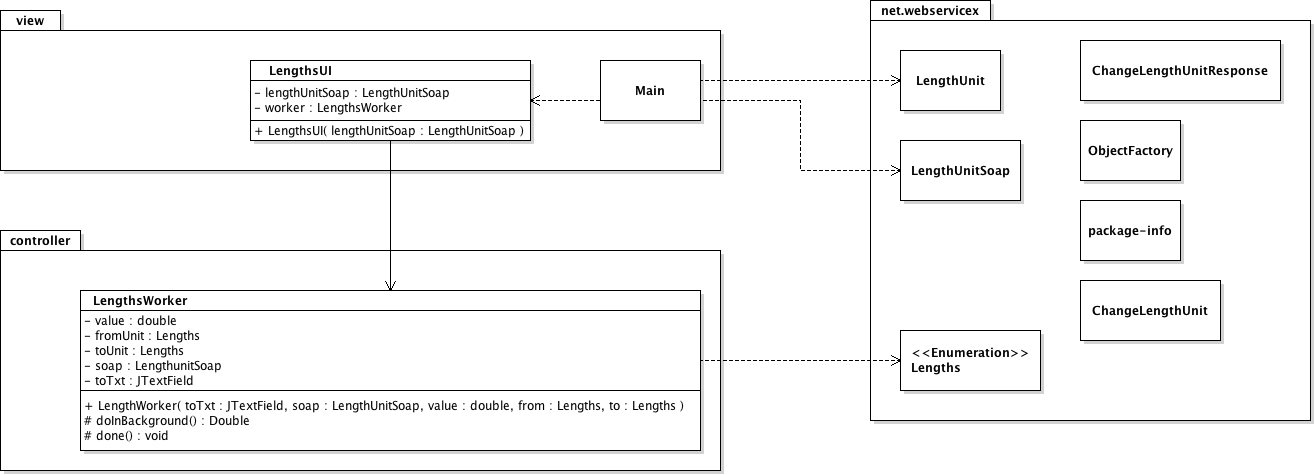 view
LengthsUI
- lengthUnitSoap : LengthUnitSoap
- worker : LengthsWorker
+ LengthsUI( lengthUnitSoap : LengthUnitSoap )
Main
controller
LengthsWorker
- value : double
- fromUnit : Lengths
- toUnit : Lengths
- soap : LengthunitSoap
- toTxt : JTextField
+ LengthWorker( toTxt : JTextField, soap : LengthUnitSoap, value : double, from : Lengths, to : Lengths )
# doInBackground() : Double
# done() : void
net.webservicex
LengthUnit
LengthUnitSoap
<<Enumeration>>
Lengths
ChangeLengthUnitResponse
ObjectFactory
package-info
ChangeLengthUnit